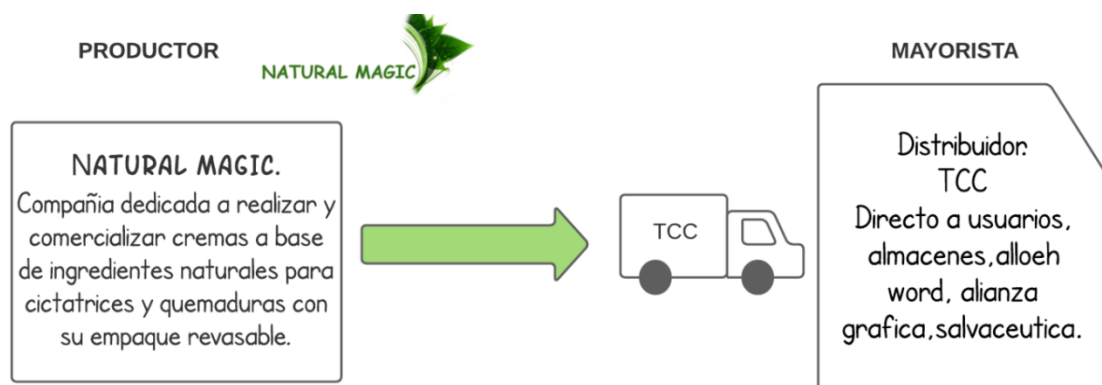 PRODUCTOR
NATURAL MAGIC
MAYORISTA
NATURAL MAGIC.
Compañia dedicada a realizar y
comercializar cremas a base
de ingredientes naturales para
cictatrices y quemaduras con
su empaque revasable.
TCC
Distribuidor:
TCC
Directo a usuarios,
almacenes,alloeh
word, alianza
grafica,salvaceutica.